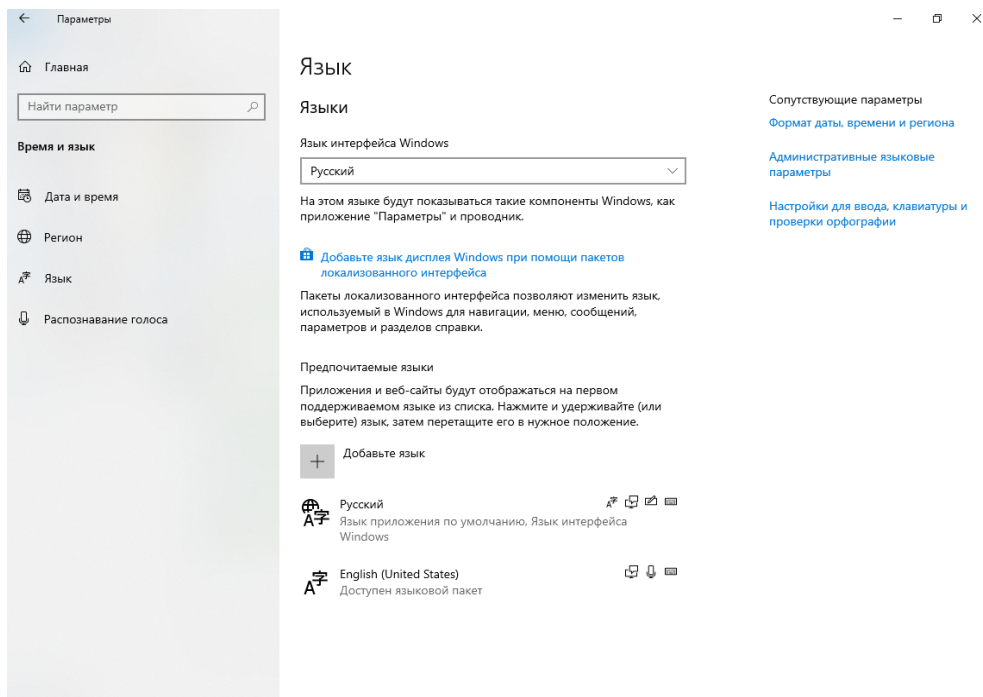 Параметры
Главная
Найти параметр
Время и язык
Дата и время
Регион
Язык
Распознавание голоса
Язык
Языки
Язык интерфейса Windows
Русский
На этом языке будут показываться такие компоненты Windows, как
приложение "Параметры" и проводник.
Добавьте язык дисплея Windows при помощи пакетов
локализованного интерфейса
Пакеты локализованного интерфейса позволяют изменить язык,
используемый в Windows для навигации, меню, сообщений,
параметров и разделов справки.
Предпочитаемые языки
Приложения и веб-сайты будут отображаться на первом
поддерживаемом языке из списка. Нажмите и удерживайте (или
выберите) язык, затем перетащите его в нужное положение.
Добавьте язык
Русский
Язык приложения по умолчанию, Язык интерфейса
Windows
English (United States)
Доступен языковой пакет
Сопутствующие параметры
Формат даты, времени и региона
Административные языковые
параметры
Настройки для ввода, клавиатуры и
проверки орфографии